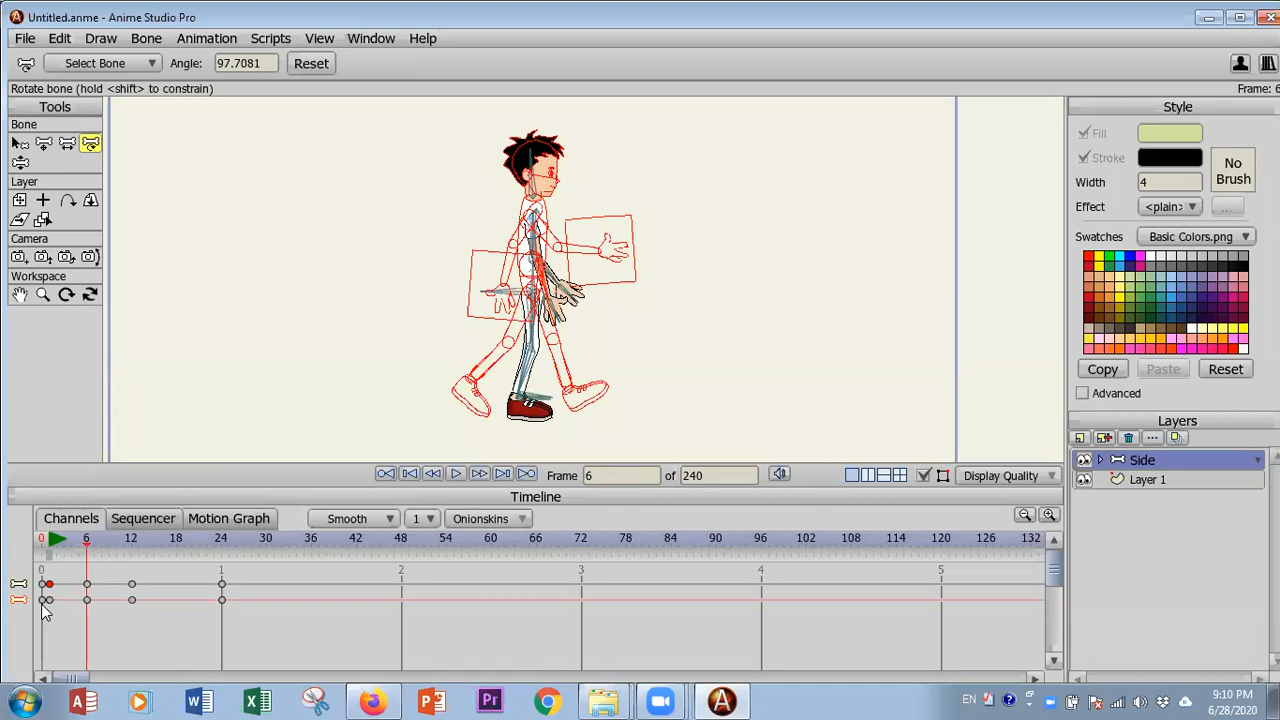 Untitled.anme - Anime Studio Pro
File Edit Draw Bone Animation Scripts View Window Help
Select Bone Angle: 97.7081 Reset
Rotate bone (hold <shift> to constrain) Frame: 6
Tools
Bone
Layer
Camera
Workspace
Style
Fill
Stroke
No Brush
Width 4
Effect <plain> ...
Swatches Basic Colors.png
Copy Paste Reset
Advanced
Layers
Side
Layer 1
Frame 6 of 240 Display Quality
Timeline
Channels Sequencer Motion Graph Smooth 1 Onionskins
0 6 12 18 24 30 36 42 48 54 60 66 72 78 84 90 96 102 108 114 120 126 132
0 1 2 3 4 5
EN 9:10 PM
6/28/2020